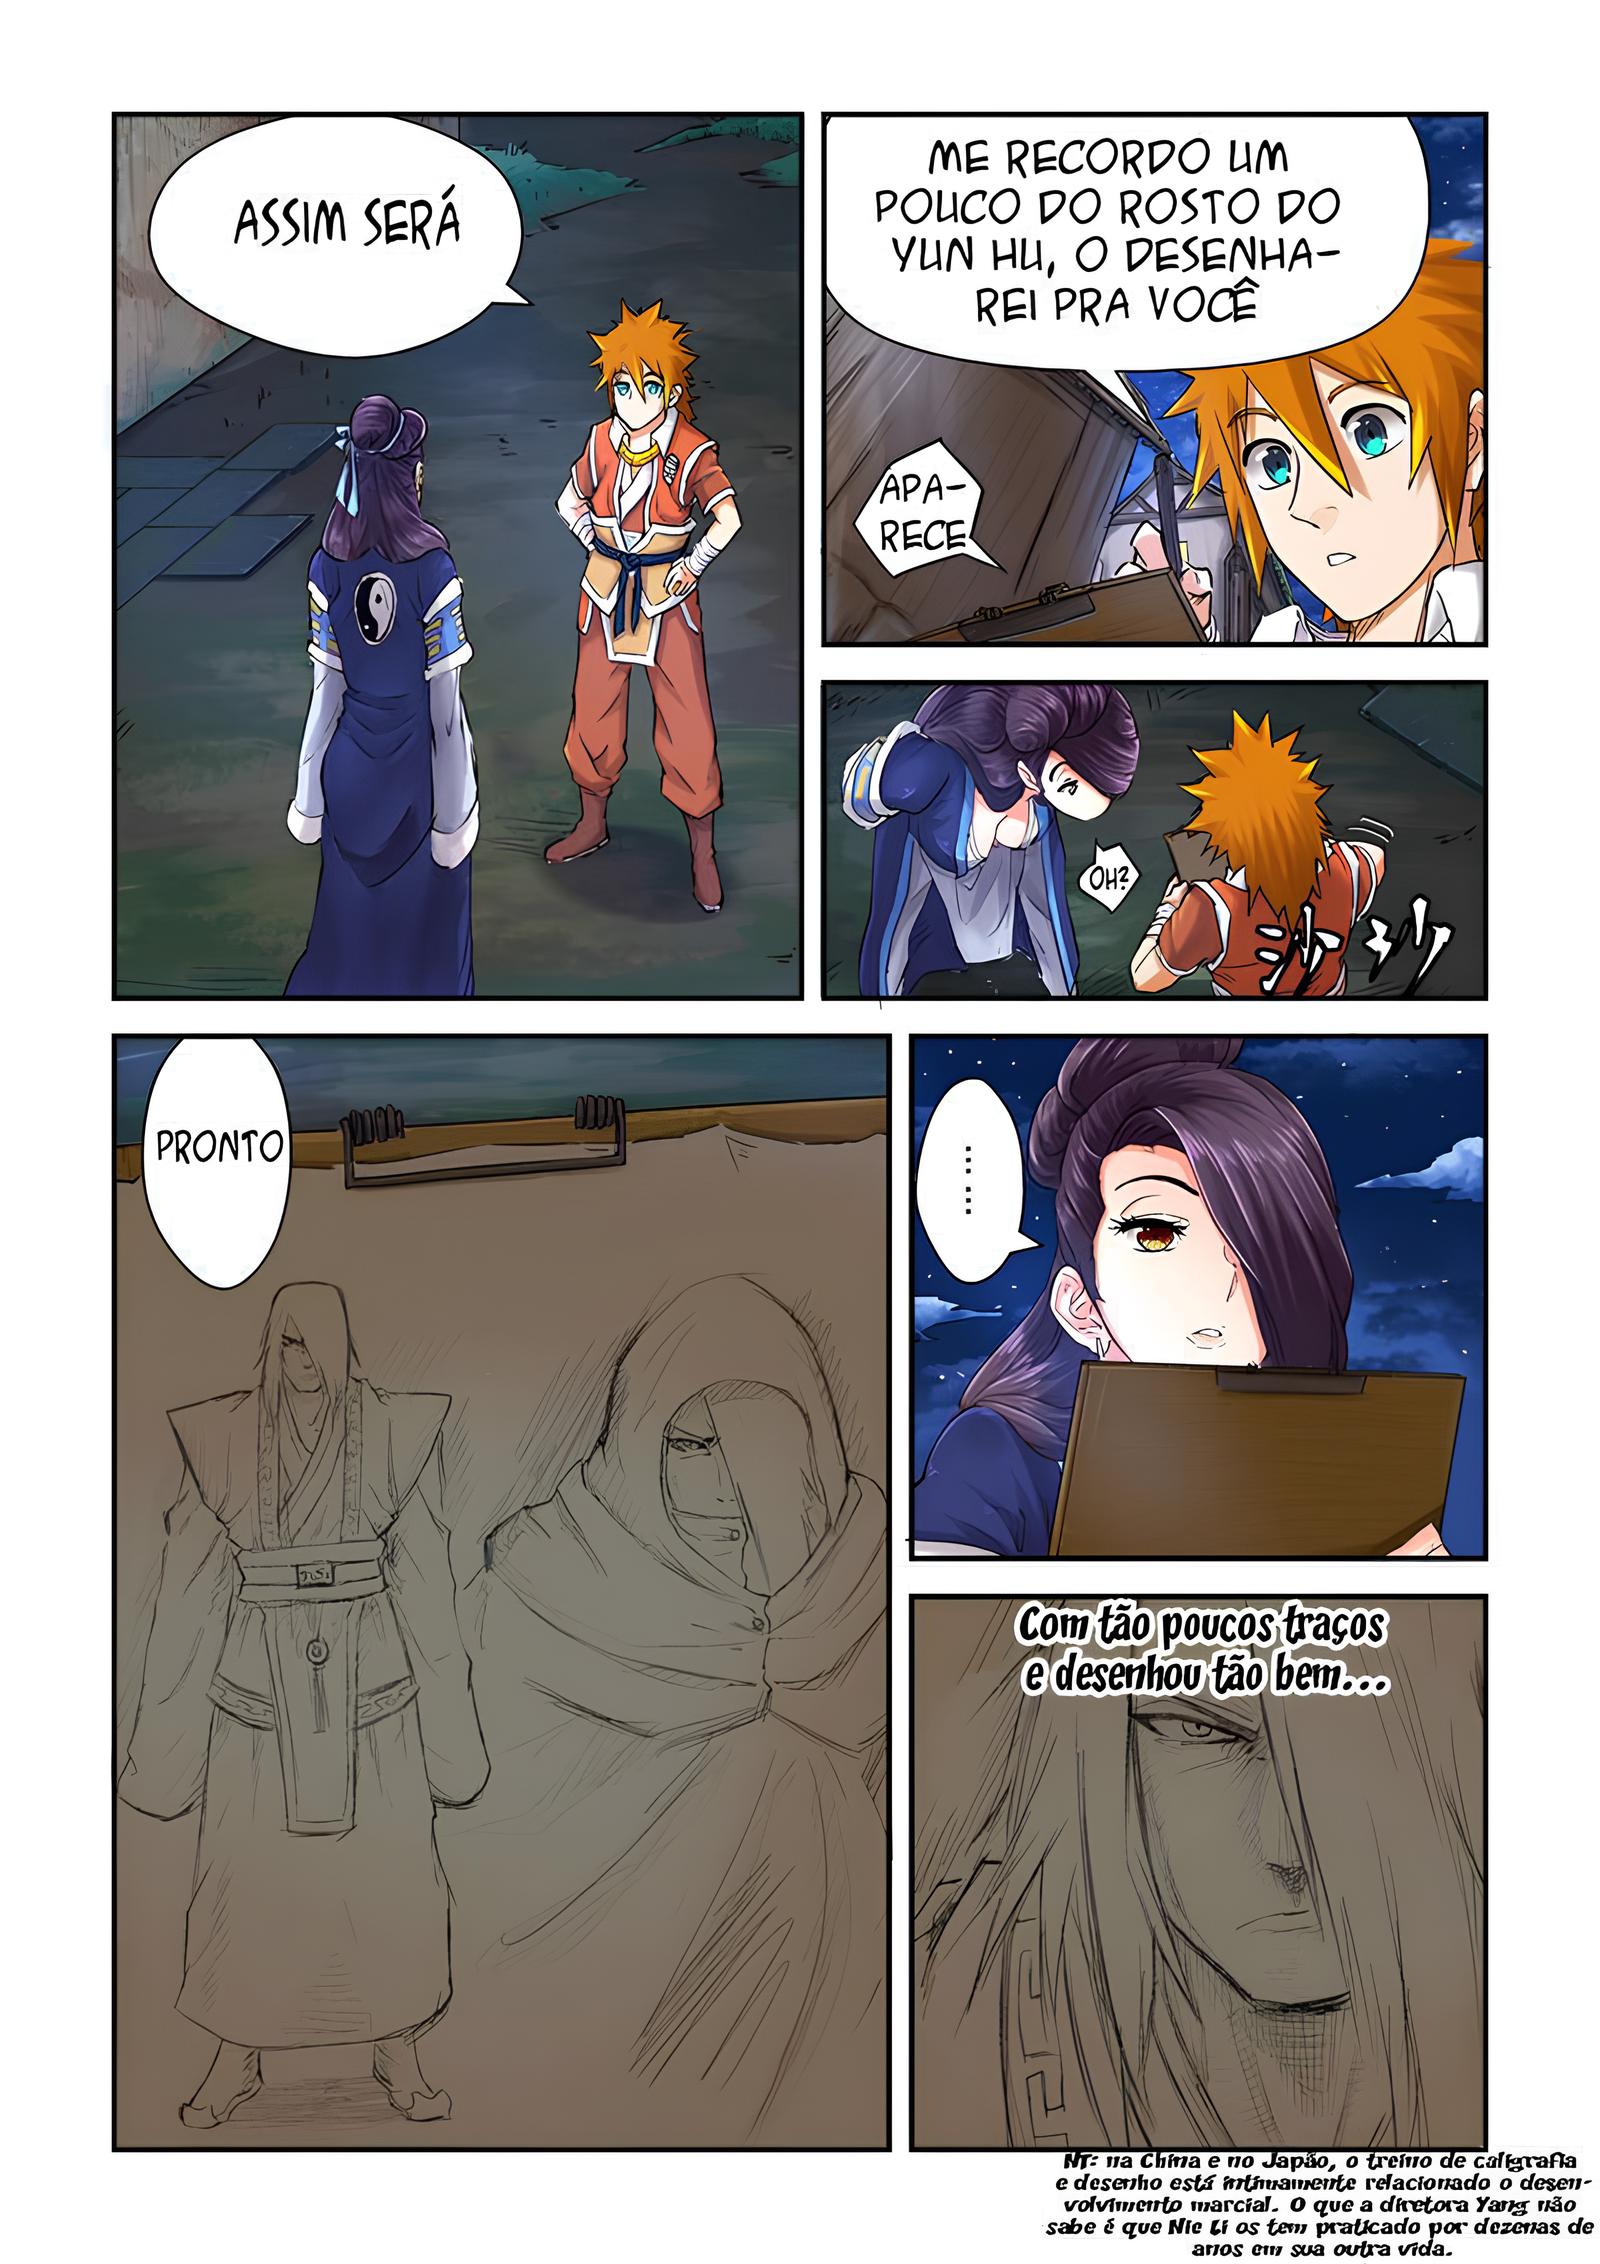 ASSIM SERÁ
ME RECORDO UM
POUCO DO ROSTO DO
YUN HU, O DESENHA-
REI PRA VOCÊ
APA-
RECE
OH?
沙 沙
PRONTO
......
Com tão poucos traços
e desenhou tão bem...
NT: na China e no Japão, o treino de caligrafia
e desenho está intimamente relacionado o desen-
volvimento marcial. O que a diretora Yang não
sabe é que Nie Li os tem praticado por dezenas de
anos em sua outra vida.